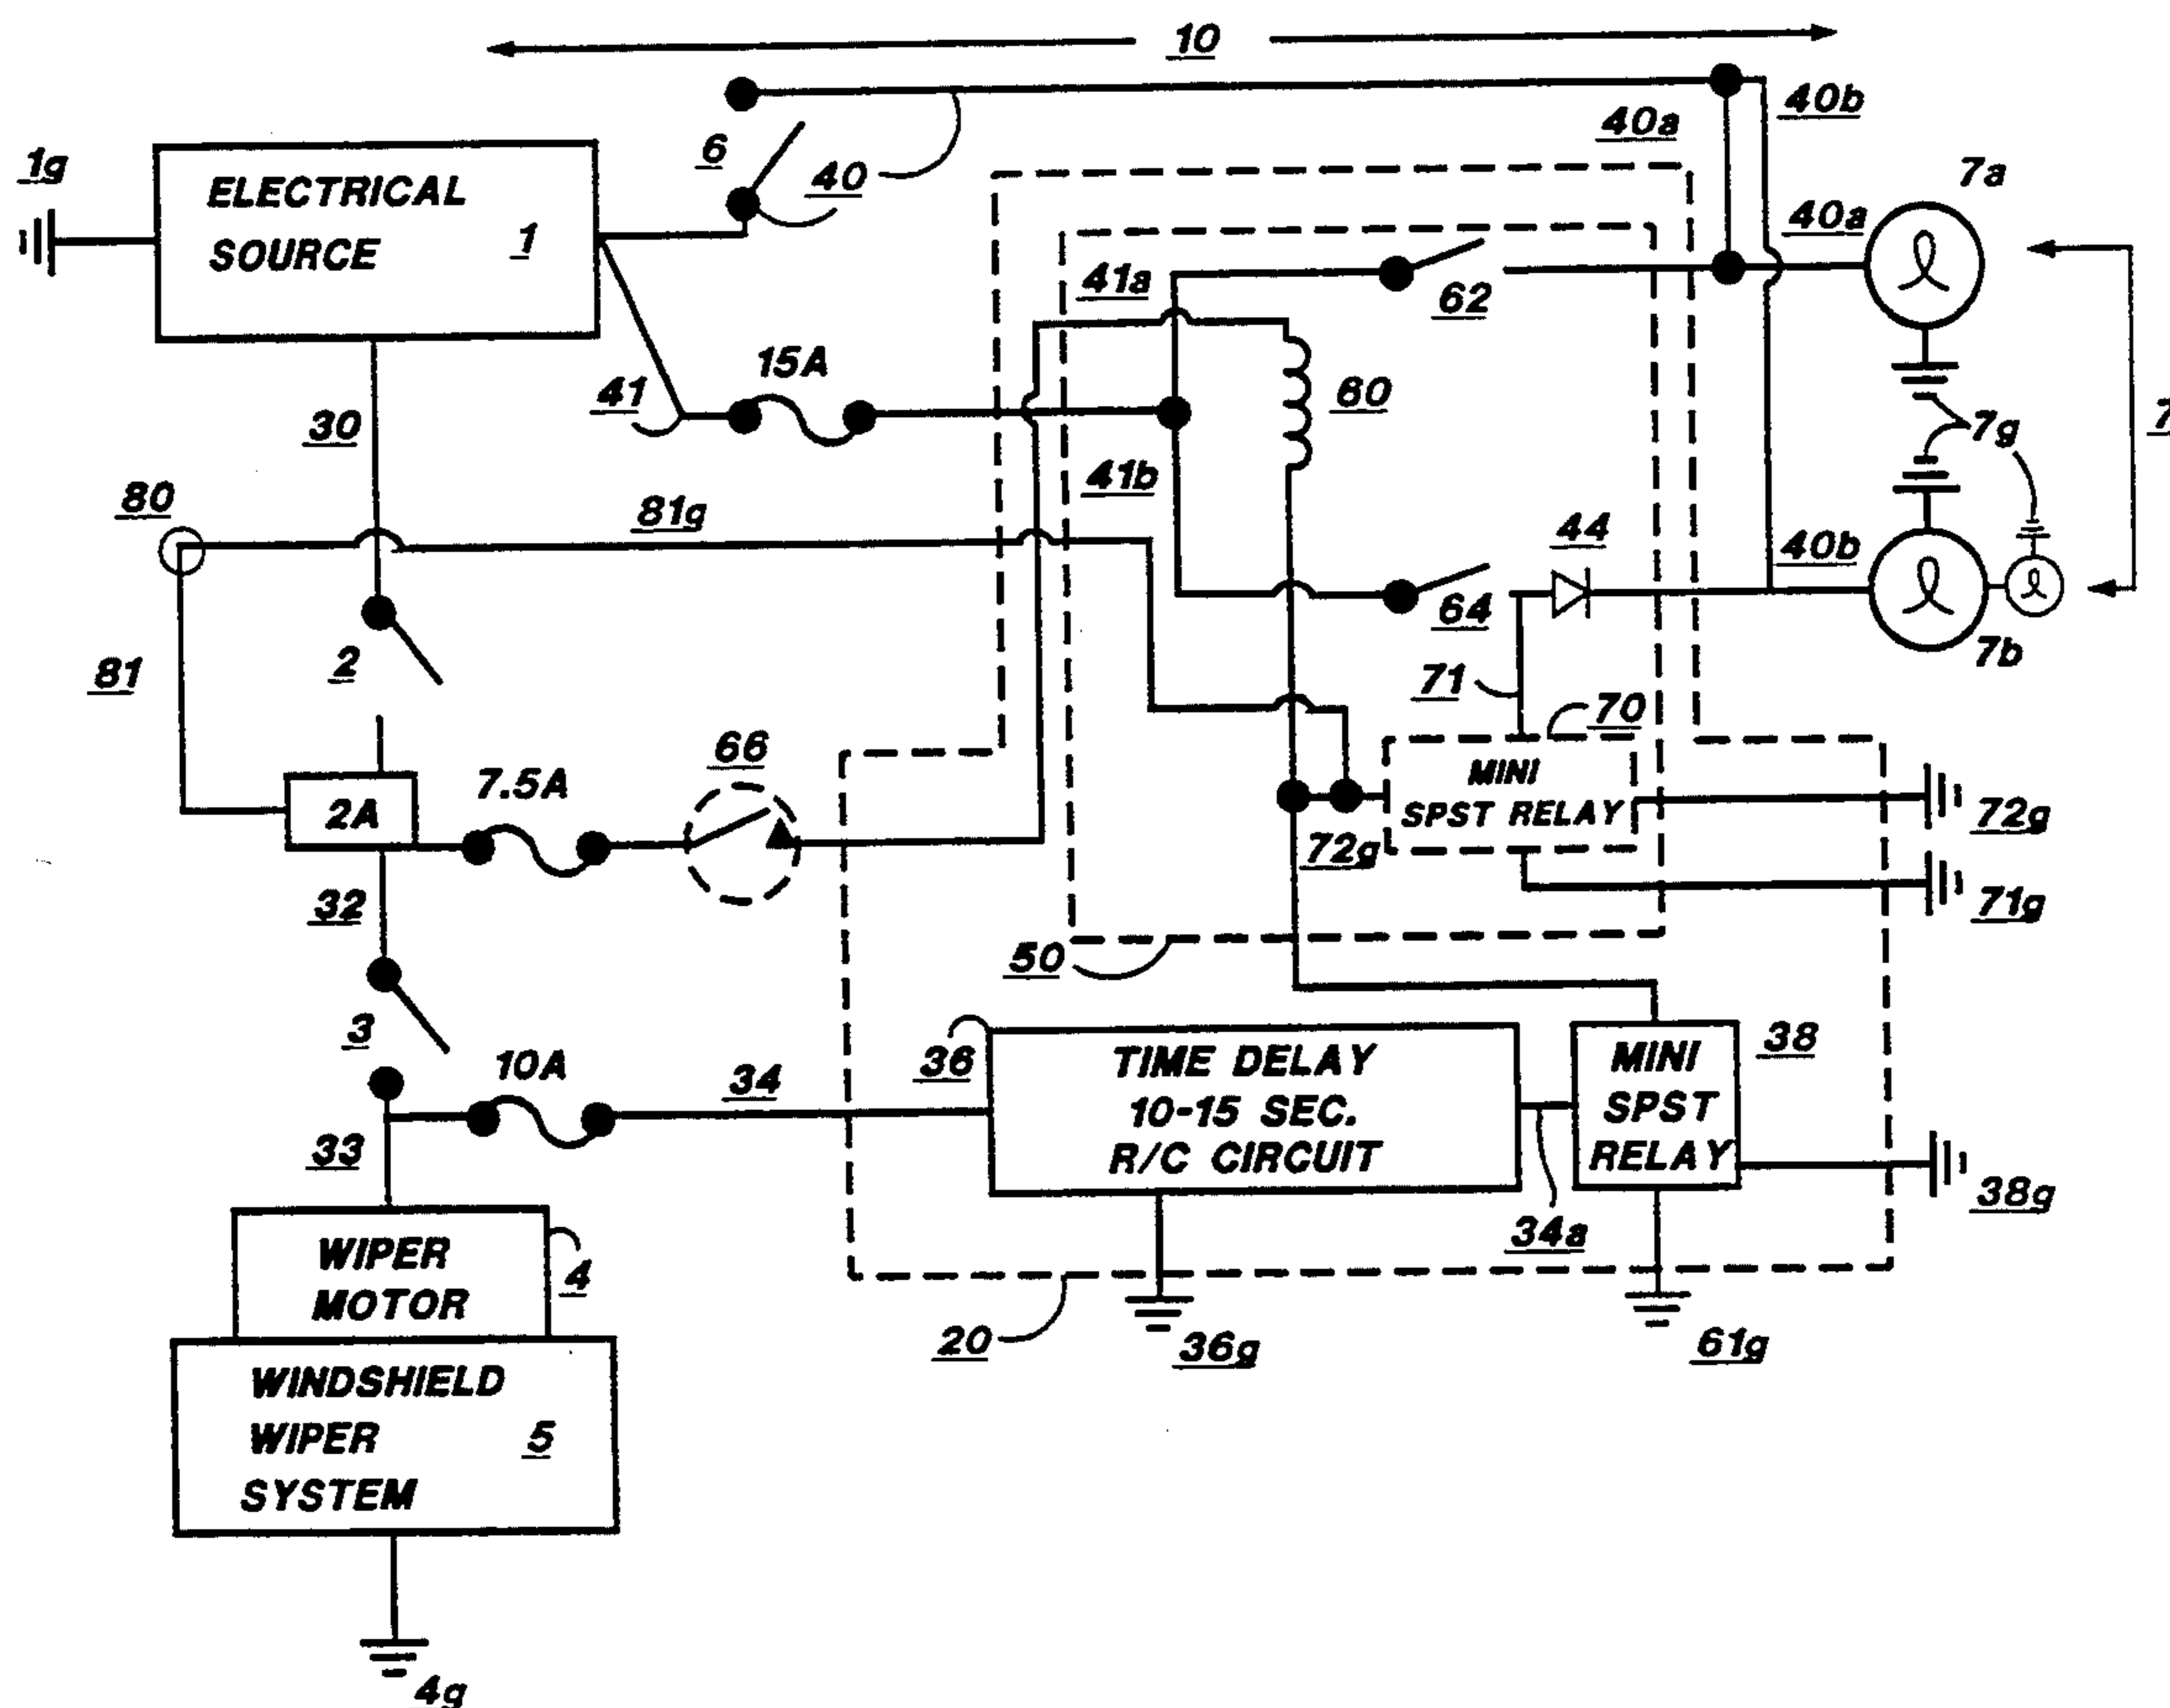 10
40b
40a
6
40
1g
ELECTRICAL
SOURCE
1
7a
40a
41a
62
15A
41
60
7
7g
30
41b
80
81g
44
40b
64
7b
2
81
71
70
66
7.5A
MINI
SPST RELAY
2A
72g
72g
71g
32
50
3
10A
34
36
TIME DELAY
10-15 SEC.
R/C CIRCUIT
38
MINI
SPST
RELAY
33
38g
34a
WIPER
MOTOR
4
20
36g
61g
WINDSHIELD
WIPER
SYSTEM
5
4g